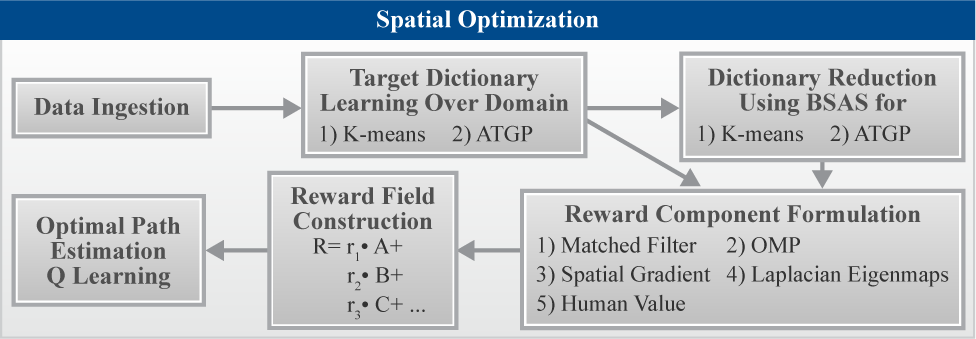 Spatial Optimization
Data Ingestion
Target Dictionary
Learning Over Domain
1) K-means 2) ATGP
Dictionary Reduction
Using BSAS for
1) K-means 2) ATGP
Reward Component Formulation
1) Matched Filter 2) OMP
3) Spatial Gradient 4) Laplacian Eigenmaps
5) Human Value
Reward Field
Construction
R= r₁• A+
r₂• B+
r₃• C+ ...
Optimal Path
Estimation
Q Learning